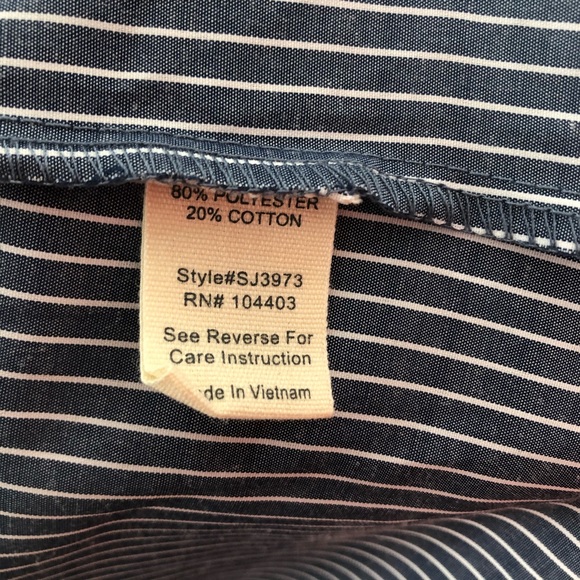 80% POLYESTER
20% COTTON
Style#SJ3973
RN# 104403
See Reverse For
Care Instruction
de In Vietnam